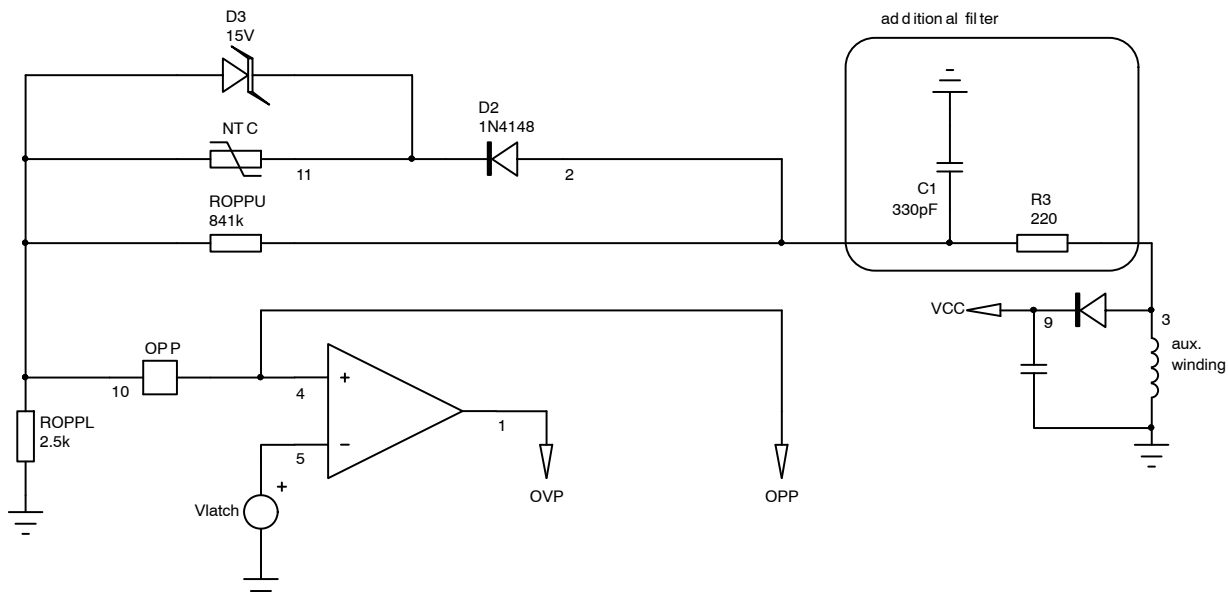 additional filter
D3
15V
D2
1N4148
NTC
11
2
C1
330pF
R3
220
ROPPU
841k
VCC
9
3
aux.
winding
OPP
10
4
+
1
ROPPL
2.5k
5
−
+
Vlatch
OVP
OPP